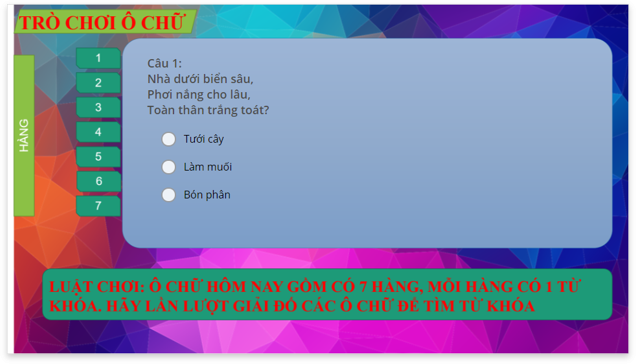 TRÒ CHƠI Ô CHỮ
HÀNG
1
2
3
4
5
6
7
Câu 1:
Nhà dưới biển sâu,
Phơi nắng cho lâu,
Toàn thân trắng toát?
Tưới cây
Làm muối
Bón phân
LUẬT CHƠI: Ô CHỮ HÔM NAY GỒM CÓ 7 HÀNG, MỖI HÀNG CÓ 1 TỪ
KHÓA. HÃY LẦN LƯỢT GIẢI ĐỐ CÁC Ô CHỮ ĐỂ TÌM TỪ KHÓA